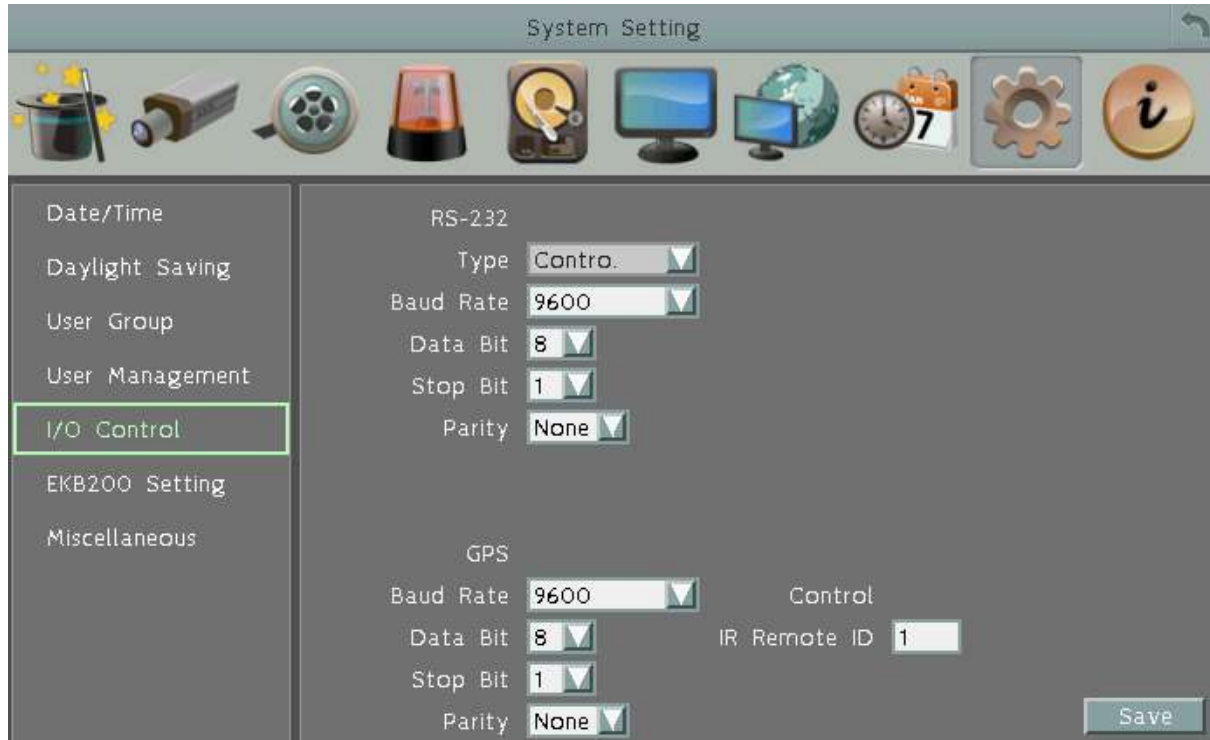 System Setting
JAN
7
i
Date/Time
Daylight Saving
User Group
User Management
I/O Control
EKB200 Setting
Miscellaneous
RS-232
Type Contro.
Baud Rate 9600
Data Bit 8
Stop Bit 1
Parity None
GPS
Baud Rate 9600
Data Bit 8
Stop Bit 1
Parity None
Control
IR Remote ID 1
Save